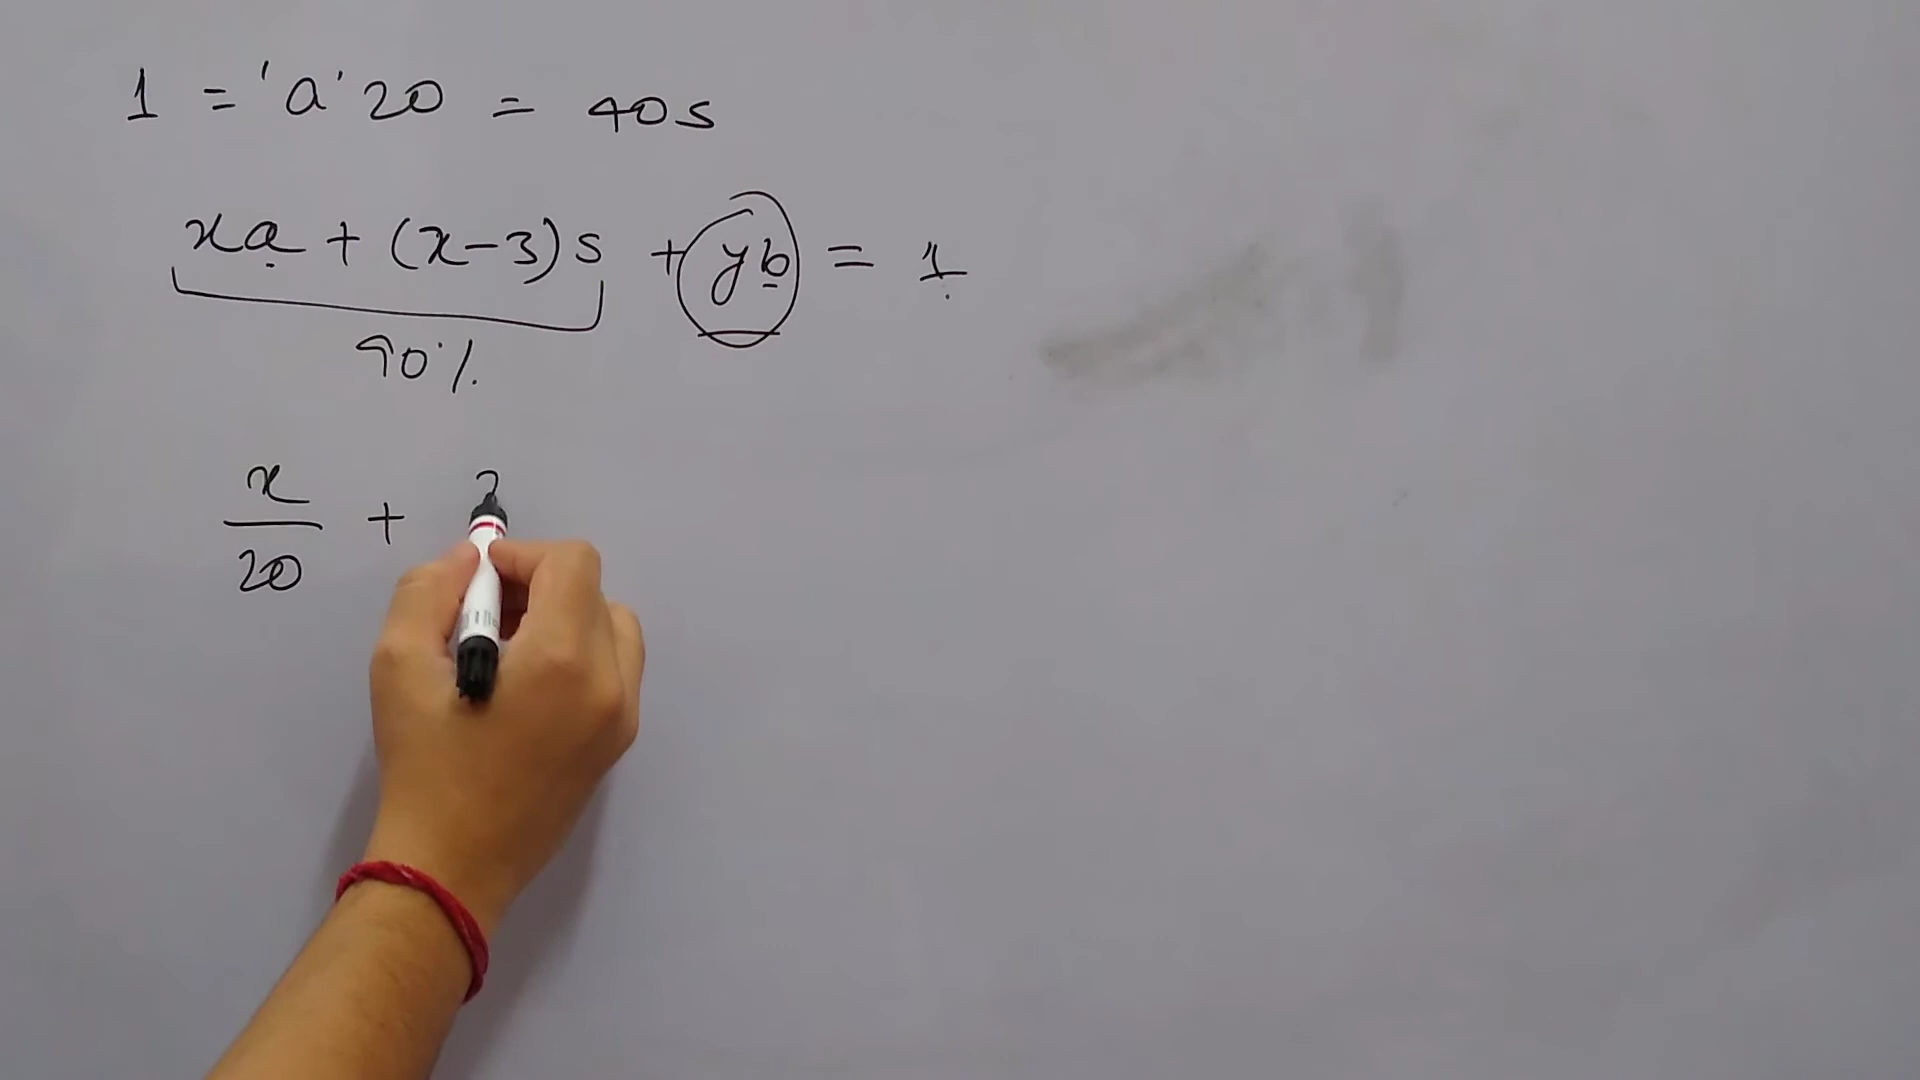 1 = 'a' 20 = 40s
xa + (x-3)s + yb = 1
90%
x/20 +